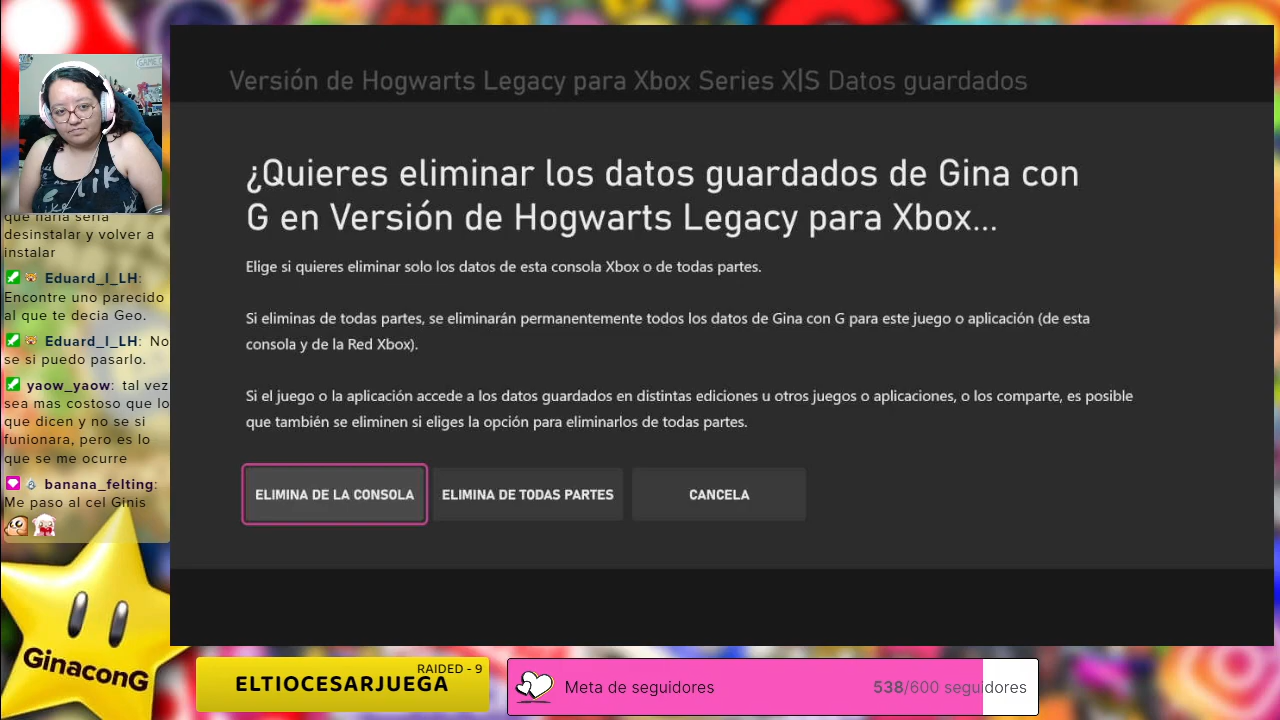 Versión de Hogwarts Legacy para Xbox Series X|S Datos guardados
¿Quieres eliminar los datos guardados de Gina con
G en Versión de Hogwarts Legacy para Xbox...
Elige si quieres eliminar solo los datos de esta consola Xbox o de todas partes.
Si eliminas de todas partes, se eliminarán permanentemente todos los datos de Gina con G para este juego o aplicación (de esta
consola y de la Red Xbox).
Si el juego o la aplicación accede a los datos guardados en distintas ediciones u otros juegos o aplicaciones, o los comparte, es posible
que también se eliminen si eliges la opción para eliminarlos de todas partes.
ELIMINA DE LA CONSOLA
ELIMINA DE TODAS PARTES
CANCELA
que haria seria
desinstalar y volver a
instalar
Eduard_I_LH:
Encontre uno parecido
al que te decia Geo.
Eduard_I_LH: No
se si puedo pasarlo.
yaow_yaow: tal vez
sea mas costoso que lo
que dicen y no se si
funionara, pero es lo
que se me ocurre
banana_felting:
Me paso al cel Ginis
GinaconG
RAIDED - 9
ELTIOCESARJUEGA
Meta de seguidores
538/600 seguidores